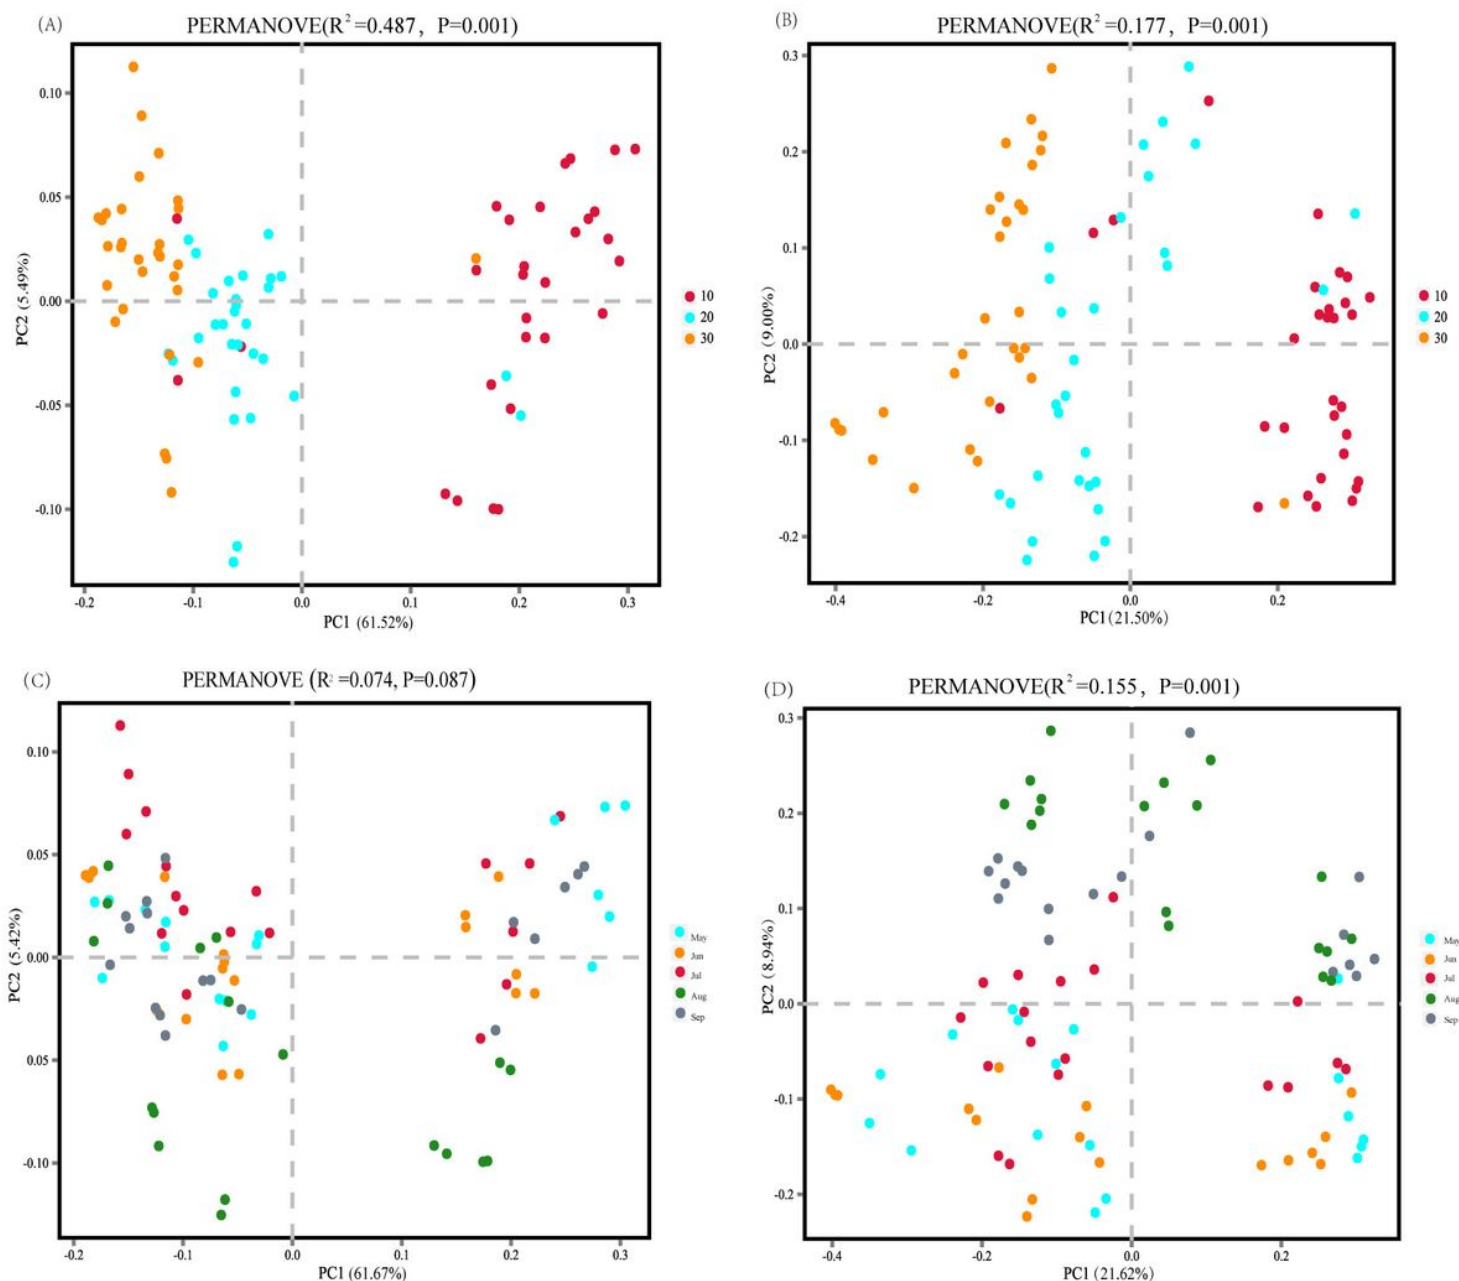 (A)
PERMANOVE(R²=0.487, P=0.001)
0.10
0.05
0.00
-0.05
-0.10
PC2 (5.49%)
-0.2 -0.1 0.0 0.1 0.2 0.3
PC1 (61.52%)
10
20
30
(B)
PERMANOVE(R²=0.177, P=0.001)
0.3
0.2
0.1
0.0
-0.1
-0.2
PC2 (9.00%)
-0.4 -0.2 0.0 0.2
PC1 (21.50%)
10
20
30
(C)
PERMANOVE (R²=0.074, P=0.087)
0.10
0.05
0.00
0.05
-0.10
PC2 (5.42%)
-0.2 -0.1 0.0 0.1 0.2 0.3
PC1 (61.67%)
May
Jun
Jul
Aug
Sep
(D)
PERMANOVE(R²=0.155, P=0.001)
0.3
0.2
0.1
0.0
-0.1
-0.2
PC2 (8.94%)
-0.4 -0.2 0.0 0.2
PC1 (21.62%)
May
Jun
Jul
Aug
Sep